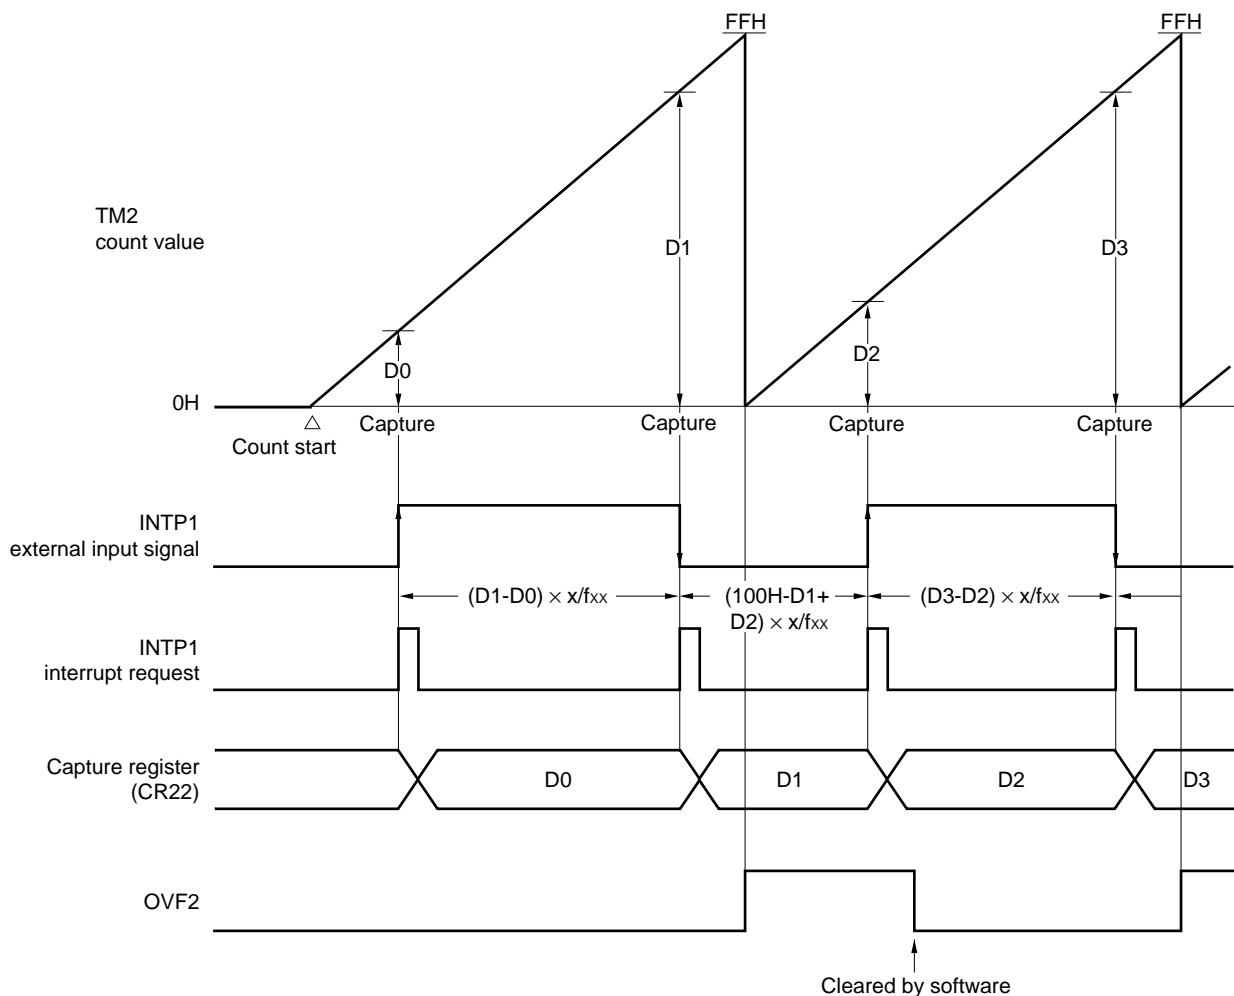 FFH
FFH
TM2
count value
D1
D3
D0
D2
0H
Capture
Capture
Capture
Capture
△
Count start
INTP1
external input signal
(D1-D0) × x/fxx
(100H-D1+
D2) × x/fxx
(D3-D2) × x/fxx
INTP1
interrupt request
Capture register
(CR22)
D0
D1
D2
D3
OVF2
Cleared by software